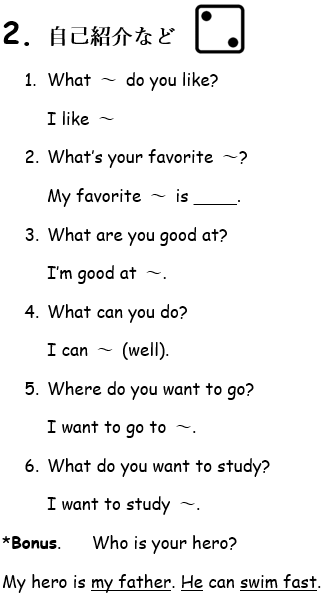 2. 自己紹介など
1. What ～ do you like?
I like ～
2. What's your favorite ～?
My favorite ～ is ____.
3. What are you good at?
I'm good at ～.
4. What can you do?
I can ～ (well).
5. Where do you want to go?
I want to go to ～.
6. What do you want to study?
I want to study ～.
*Bonus. Who is your hero?
My hero is my father. He can swim fast.